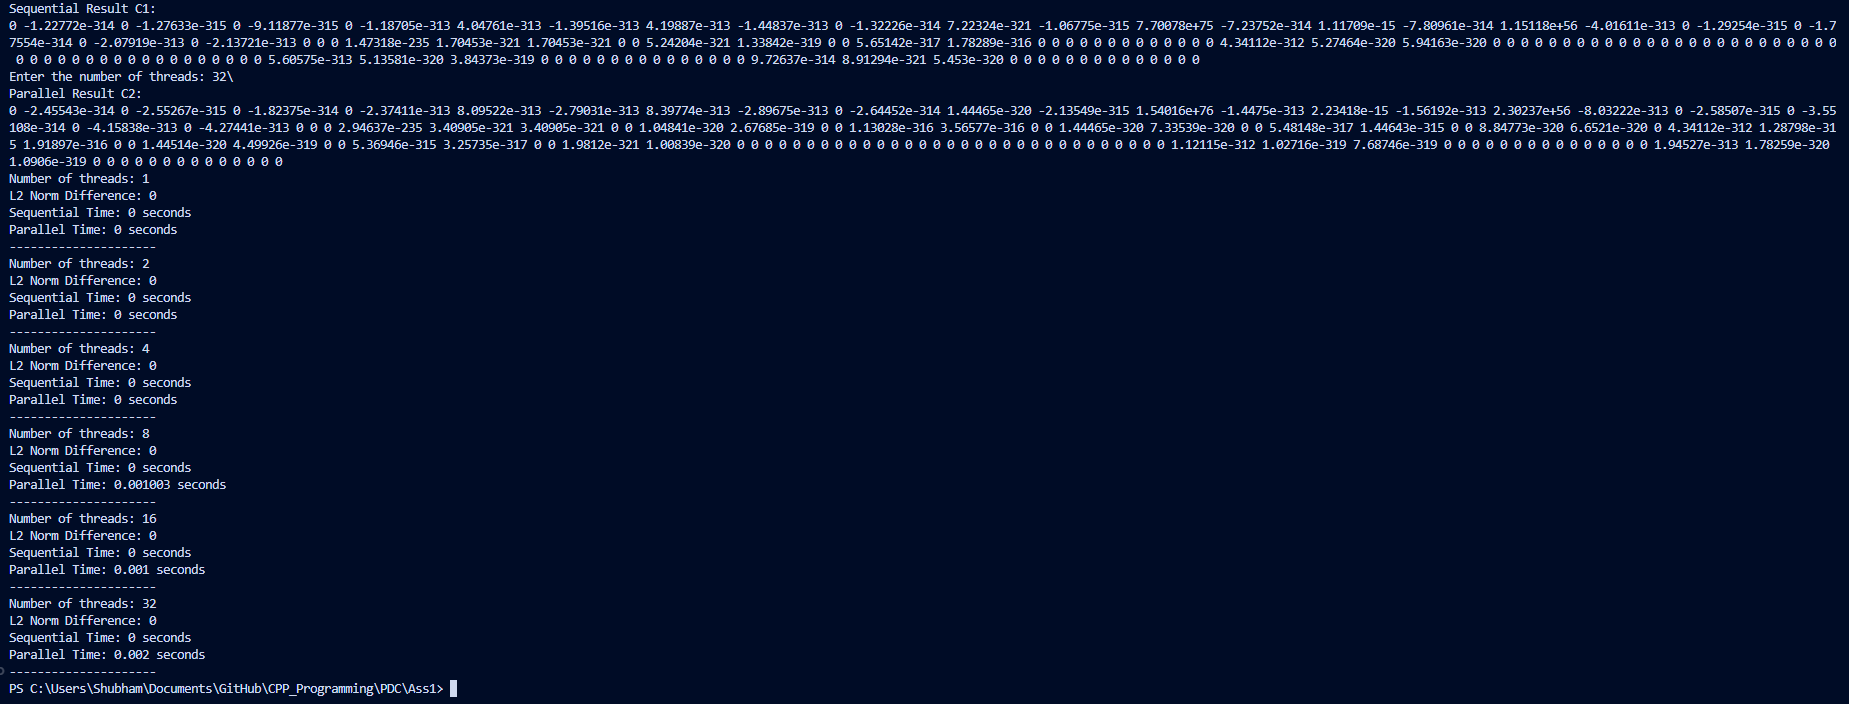 Sequential Result C1:
0 -1.22772e-314 0 -1.27633e-315 0 -9.11877e-315 0 -1.18705e-313 4.04761e-313 -1.39516e-313 4.19887e-313 -1.44837e-313 0 -1.32226e-314 7.22324e-321 -1.06775e-315 7.70078e+75 -7.23752e-314 1.11709e-15 -7.80961e-314 1.15118e+56 -4.01611e-313 0 -1.29254e-315 0 -1.7
7554e-314 0 -2.07919e-313 0 -2.13721e-313 0 0 0 1.47318e-235 1.70453e-321 1.70453e-321 0 0 5.24204e-321 1.33842e-319 0 0 5.65142e-317 1.78289e-316 0 0 0 0 0 0 0 0 0 0 0 0 0 4.34112e-312 5.27464e-320 5.94163e-320 0 0 0 0 0 0 0 0 0 0 0 0 0 0 0 0 0 0 0 0 0 0 0 0 0
0 0 0 0 0 0 0 0 0 0 0 0 0 0 0 0 0 0 5.60575e-313 5.13581e-320 3.84373e-319 0 0 0 0 0 0 0 0 0 0 0 0 0 0 0 9.72637e-314 8.91294e-321 5.453e-320 0 0 0 0 0 0 0 0 0 0 0 0 0 0
Enter the number of threads: 32\
Parallel Result C2:
0 -2.45543e-314 0 -2.55267e-315 0 -1.82375e-314 0 -2.37411e-313 8.09522e-313 -2.79031e-313 8.39774e-313 -2.89675e-313 0 -2.64452e-314 1.44465e-320 -2.13549e-315 1.54016e+76 -1.4475e-313 2.23418e-15 -1.56192e-313 2.30237e+56 -8.03222e-313 0 -2.58507e-315 0 -3.55
108e-314 0 -4.15838e-313 0 -4.27441e-313 0 0 0 2.94637e-235 3.40905e-321 3.40905e-321 0 0 1.04841e-320 2.67685e-319 0 0 1.13028e-316 3.56577e-316 0 0 1.44465e-320 7.33539e-320 0 0 5.48148e-317 1.44643e-315 0 0 8.84773e-320 6.6521e-320 0 4.34112e-312 1.28798e-31
5 1.91897e-316 0 0 1.44514e-320 4.49926e-319 0 0 5.36946e-315 3.25735e-317 0 0 1.9812e-321 1.00839e-320 0 0 0 0 0 0 0 0 0 0 0 0 0 0 0 0 0 0 0 0 0 0 0 0 0 0 0 0 0 0 0 1.12115e-312 1.02716e-319 7.68746e-319 0 0 0 0 0 0 0 0 0 0 0 0 0 0 0 1.94527e-313 1.78259e-320
1.0906e-319 0 0 0 0 0 0 0 0 0 0 0 0 0 0
Number of threads: 1
L2 Norm Difference: 0
Sequential Time: 0 seconds
Parallel Time: 0 seconds
---------------------
Number of threads: 2
L2 Norm Difference: 0
Sequential Time: 0 seconds
Parallel Time: 0 seconds
---------------------
Number of threads: 4
L2 Norm Difference: 0
Sequential Time: 0 seconds
Parallel Time: 0 seconds
---------------------
Number of threads: 8
L2 Norm Difference: 0
Sequential Time: 0 seconds
Parallel Time: 0.001003 seconds
---------------------
Number of threads: 16
L2 Norm Difference: 0
Sequential Time: 0 seconds
Parallel Time: 0.001 seconds
---------------------
Number of threads: 32
L2 Norm Difference: 0
Sequential Time: 0 seconds
Parallel Time: 0.002 seconds
---------------------
PS C:\Users\Shubham\Documents\GitHub\CPP_Programming\PDC\Ass1>